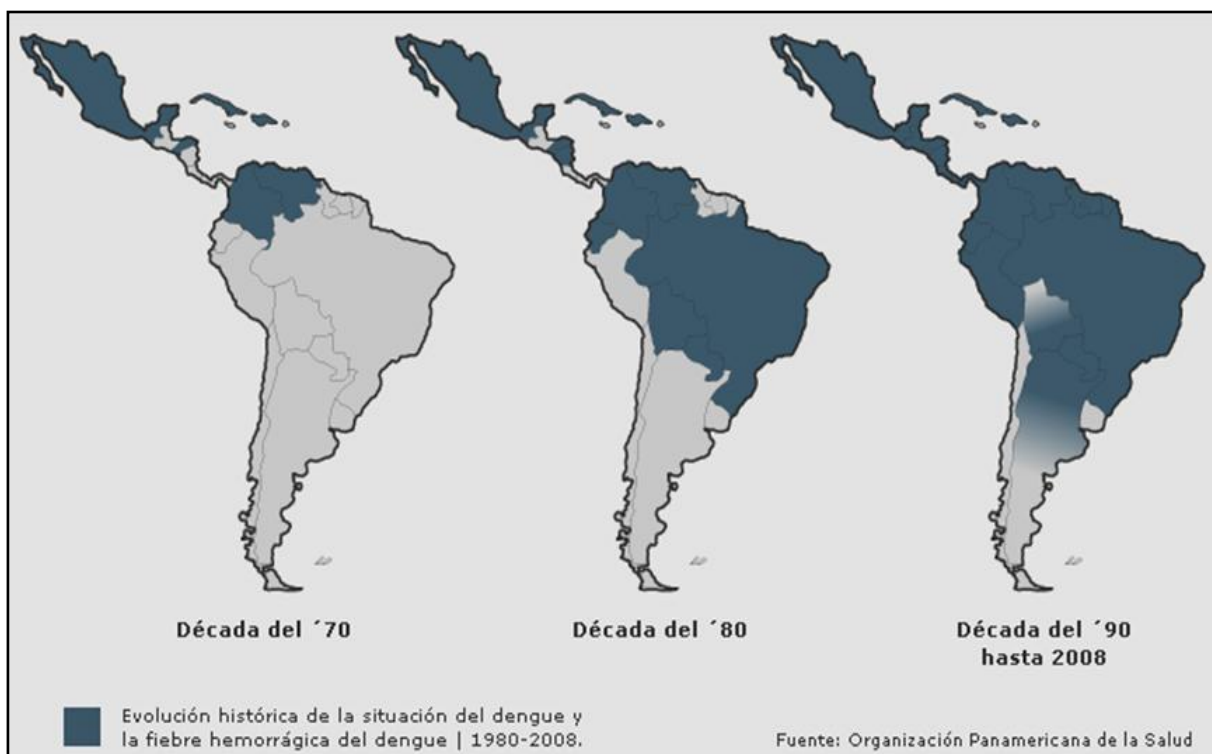 Década del ´70
Década del ´80
Década del ´90
hasta 2008
Evolución histórica de la situación del dengue y
la fiebre hemorrágica del dengue | 1980-2008.
Fuente: Organización Panamericana de la Salud